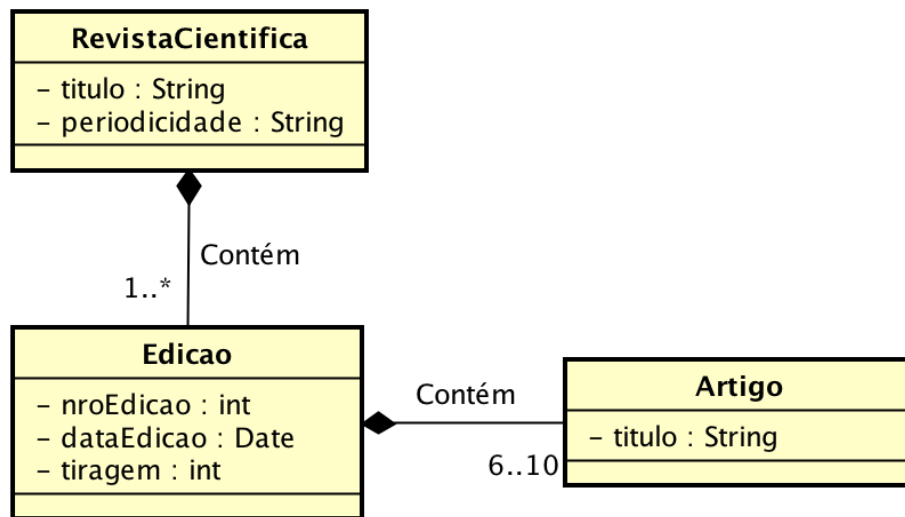 RevistaCientifica
– titulo : String
– periodicidade : String
Contém
1..*
Edicao
– nroEdicao : int
– dataEdicao : Date
– tiragem : int
Contém
6..10
Artigo
– titulo : String